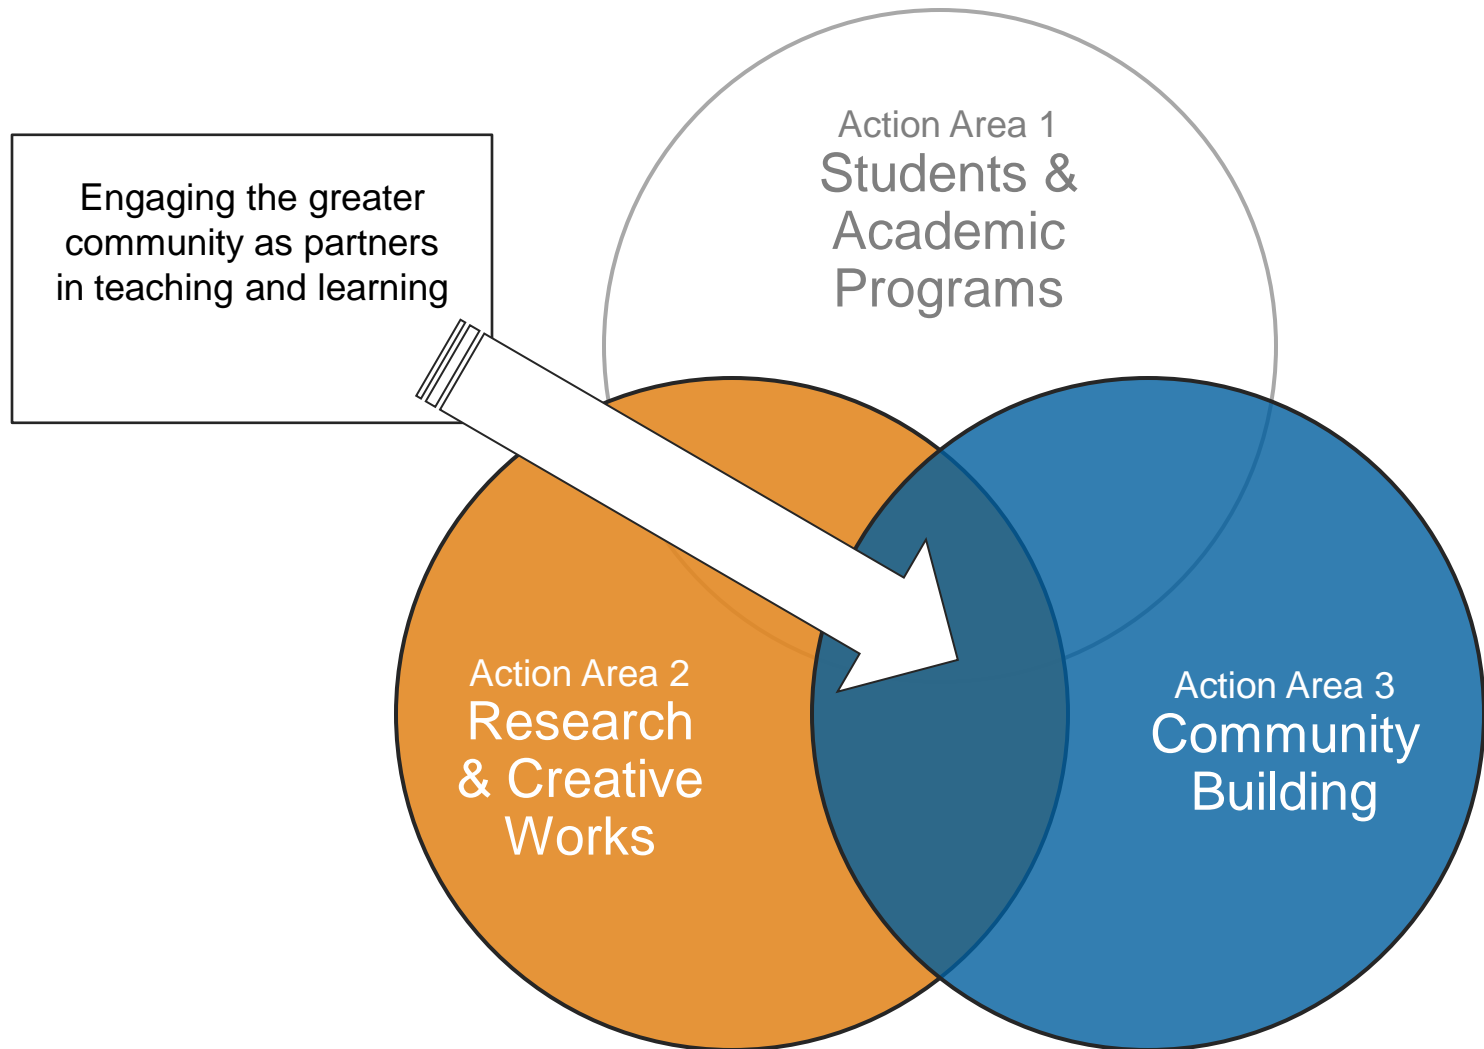 Engaging the greater
community as partners
in teaching and learning
Action Area 1
Students &
Academic
Programs
Action Area 2
Research
& Creative
Works
Action Area 3
Community
Building